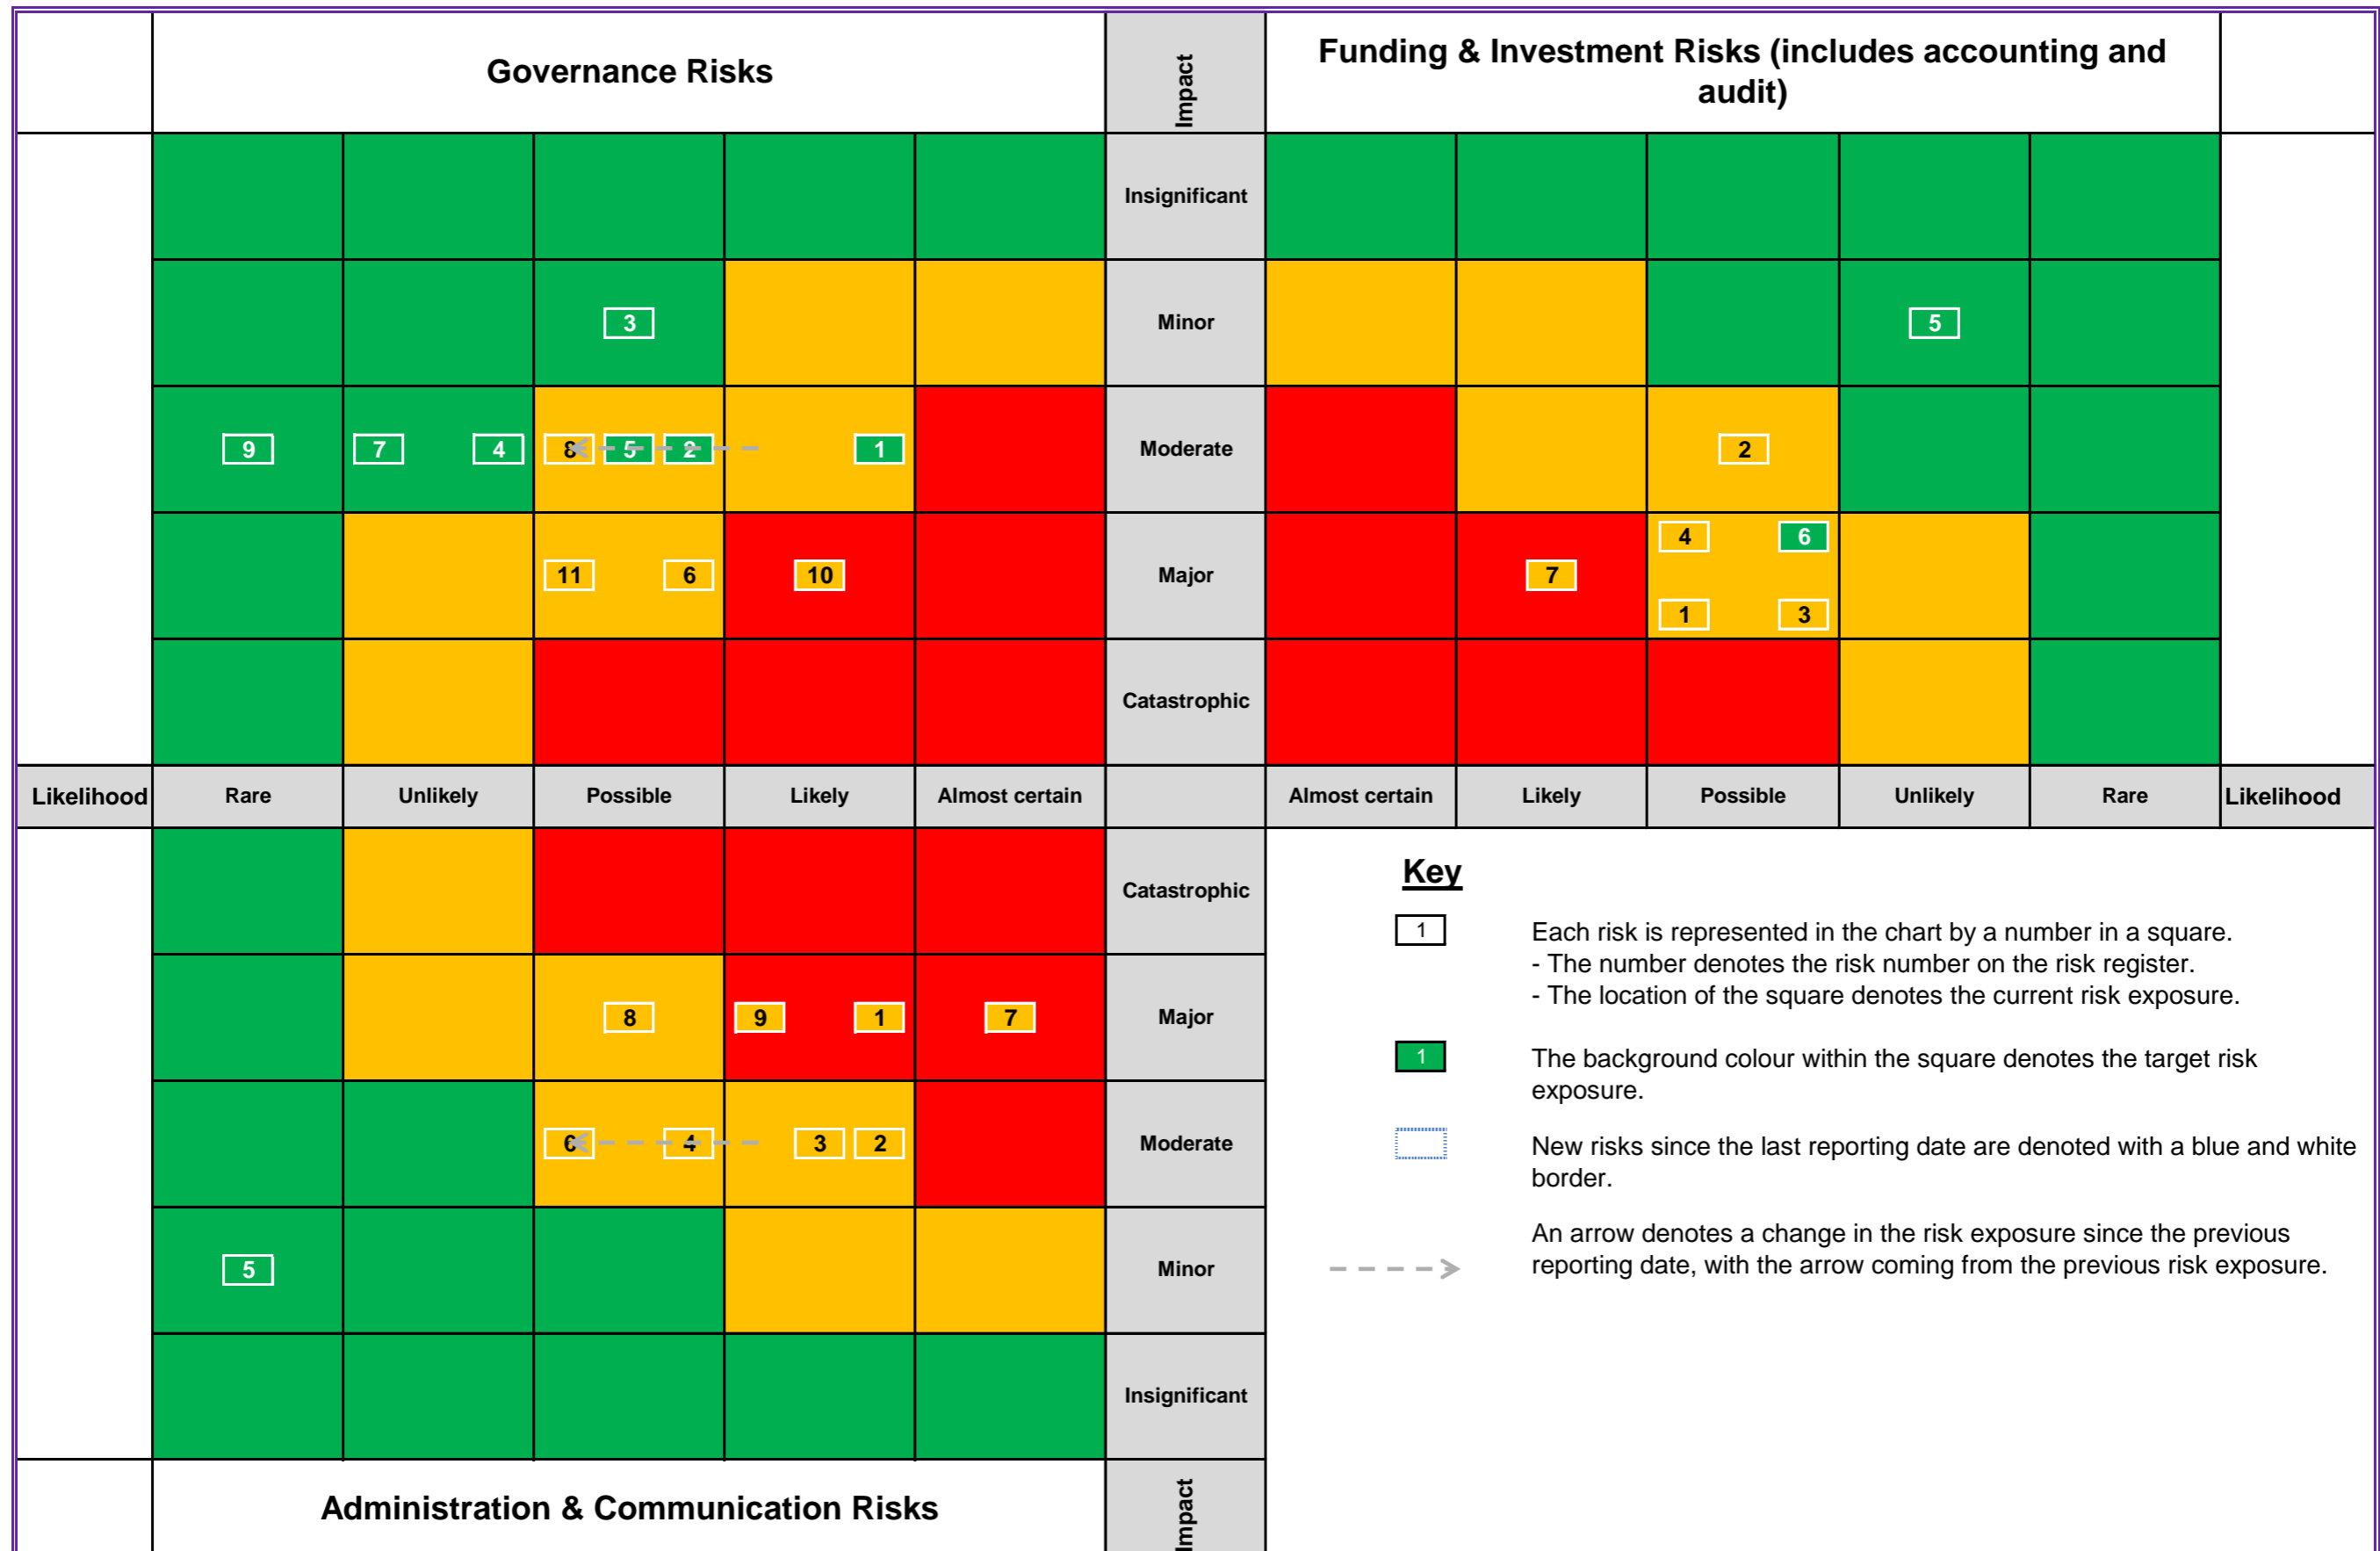 Governance Risks
Impact
Funding & Investment Risks (includes accounting and
audit)
Insignificant
3
Minor
5
9
7
4
8
5
2
1
Moderate
2
4
6
11
6
10
Major
7
1
3
Catastrophic
Likelihood
Rare
Unlikely
Possible
Likely
Almost certain
Almost certain
Likely
Possible
Unlikely
Rare
Likelihood
Catastrophic
8
9
1
7
Major
6
4
3
2
Moderate
5
Minor
Insignificant
Administration & Communication Risks
Impact
Key
1
Each risk is represented in the chart by a number in a square.
- The number denotes the risk number on the risk register.
- The location of the square denotes the current risk exposure.
1
The background colour within the square denotes the target risk
exposure.
New risks since the last reporting date are denoted with a blue and white
border.
An arrow denotes a change in the risk exposure since the previous
reporting date, with the arrow coming from the previous risk exposure.